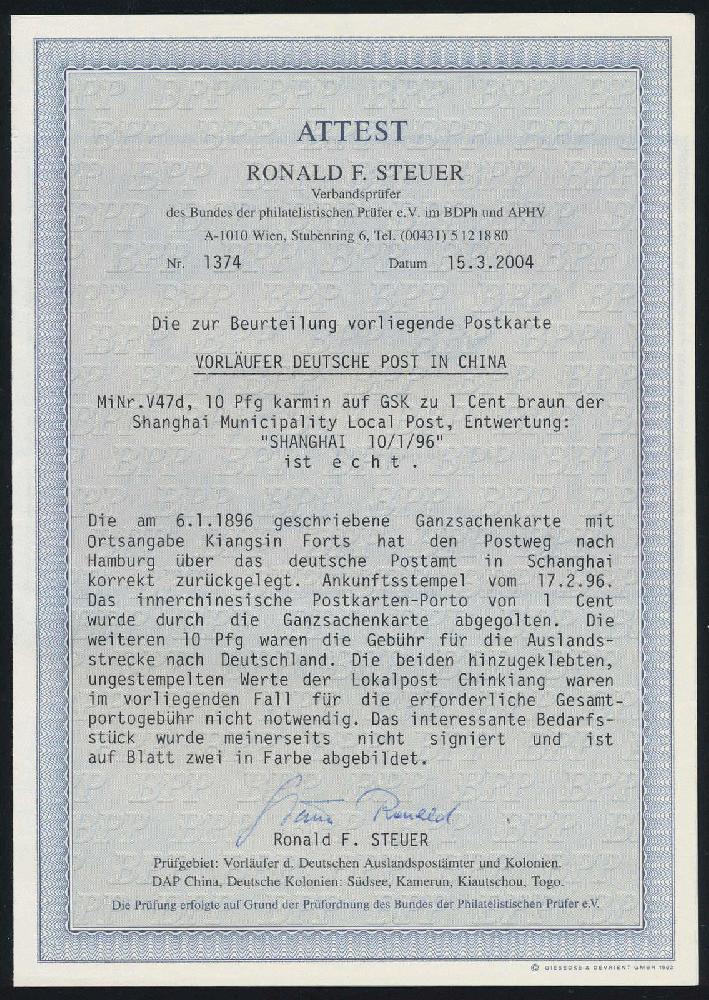 ATTEST
RONALD F. STEUER
Verbandsprüfer
des Bundes der philatelistischen Prüfer e.V. im BDPh und APHV
A-1010 Wien, Stubenring 6, Tel. (00431) 5 12 18 80
Nr. 1374 Datum 15.3.2004
Die zur Beurteilung vorliegende Postkarte
VORLÄUFER DEUTSCHE POST IN CHINA
MiNr.V47d, 10 Pfg karmin auf GSK zu 1 Cent braun der
Shanghai Municipality Local Post, Entwertung:
"SHANGHAI 10/1/96"
ist e c h t .
Die am 6.1.1896 geschriebene Ganzsachenkarte mit
Ortsangabe Kiangsin Forts hat den Postweg nach
Hamburg über das deutsche Postamt in Schanghai
korrekt zurückgelegt. Ankunftsstempel vom 17.2.96.
Das innerchinesische Postkarten-Porto von 1 Cent
wurde durch die Ganzsachenkarte abgegolten. Die
weiteren 10 Pfg waren die Gebühr für die Auslands-
strecke nach Deutschland. Die beiden hinzugeklebten,
ungestempelten Werte der Lokalpost Chinkiang waren
im vorliegenden Fall für die erforderliche Gesamt-
portogebühr nicht notwendig. Das interessante Bedarfs-
stück wurde meinerseits nicht signiert und ist
auf Blatt zwei in Farbe abgebildet.
Ronald F. STEUER
Prüfgebiet: Vorläufer d. Deutschen Auslandspostämter und Kolonien.
DAP China, Deutsche Kolonien: Südsee, Kamerun, Kiautschou, Togo.
Die Prüfung erfolgte auf Grund der Prüfordnung des Bundes der Philatelistischen Prüfer e.V.
© GIESECKE & DEVRIENT GMBH 1992